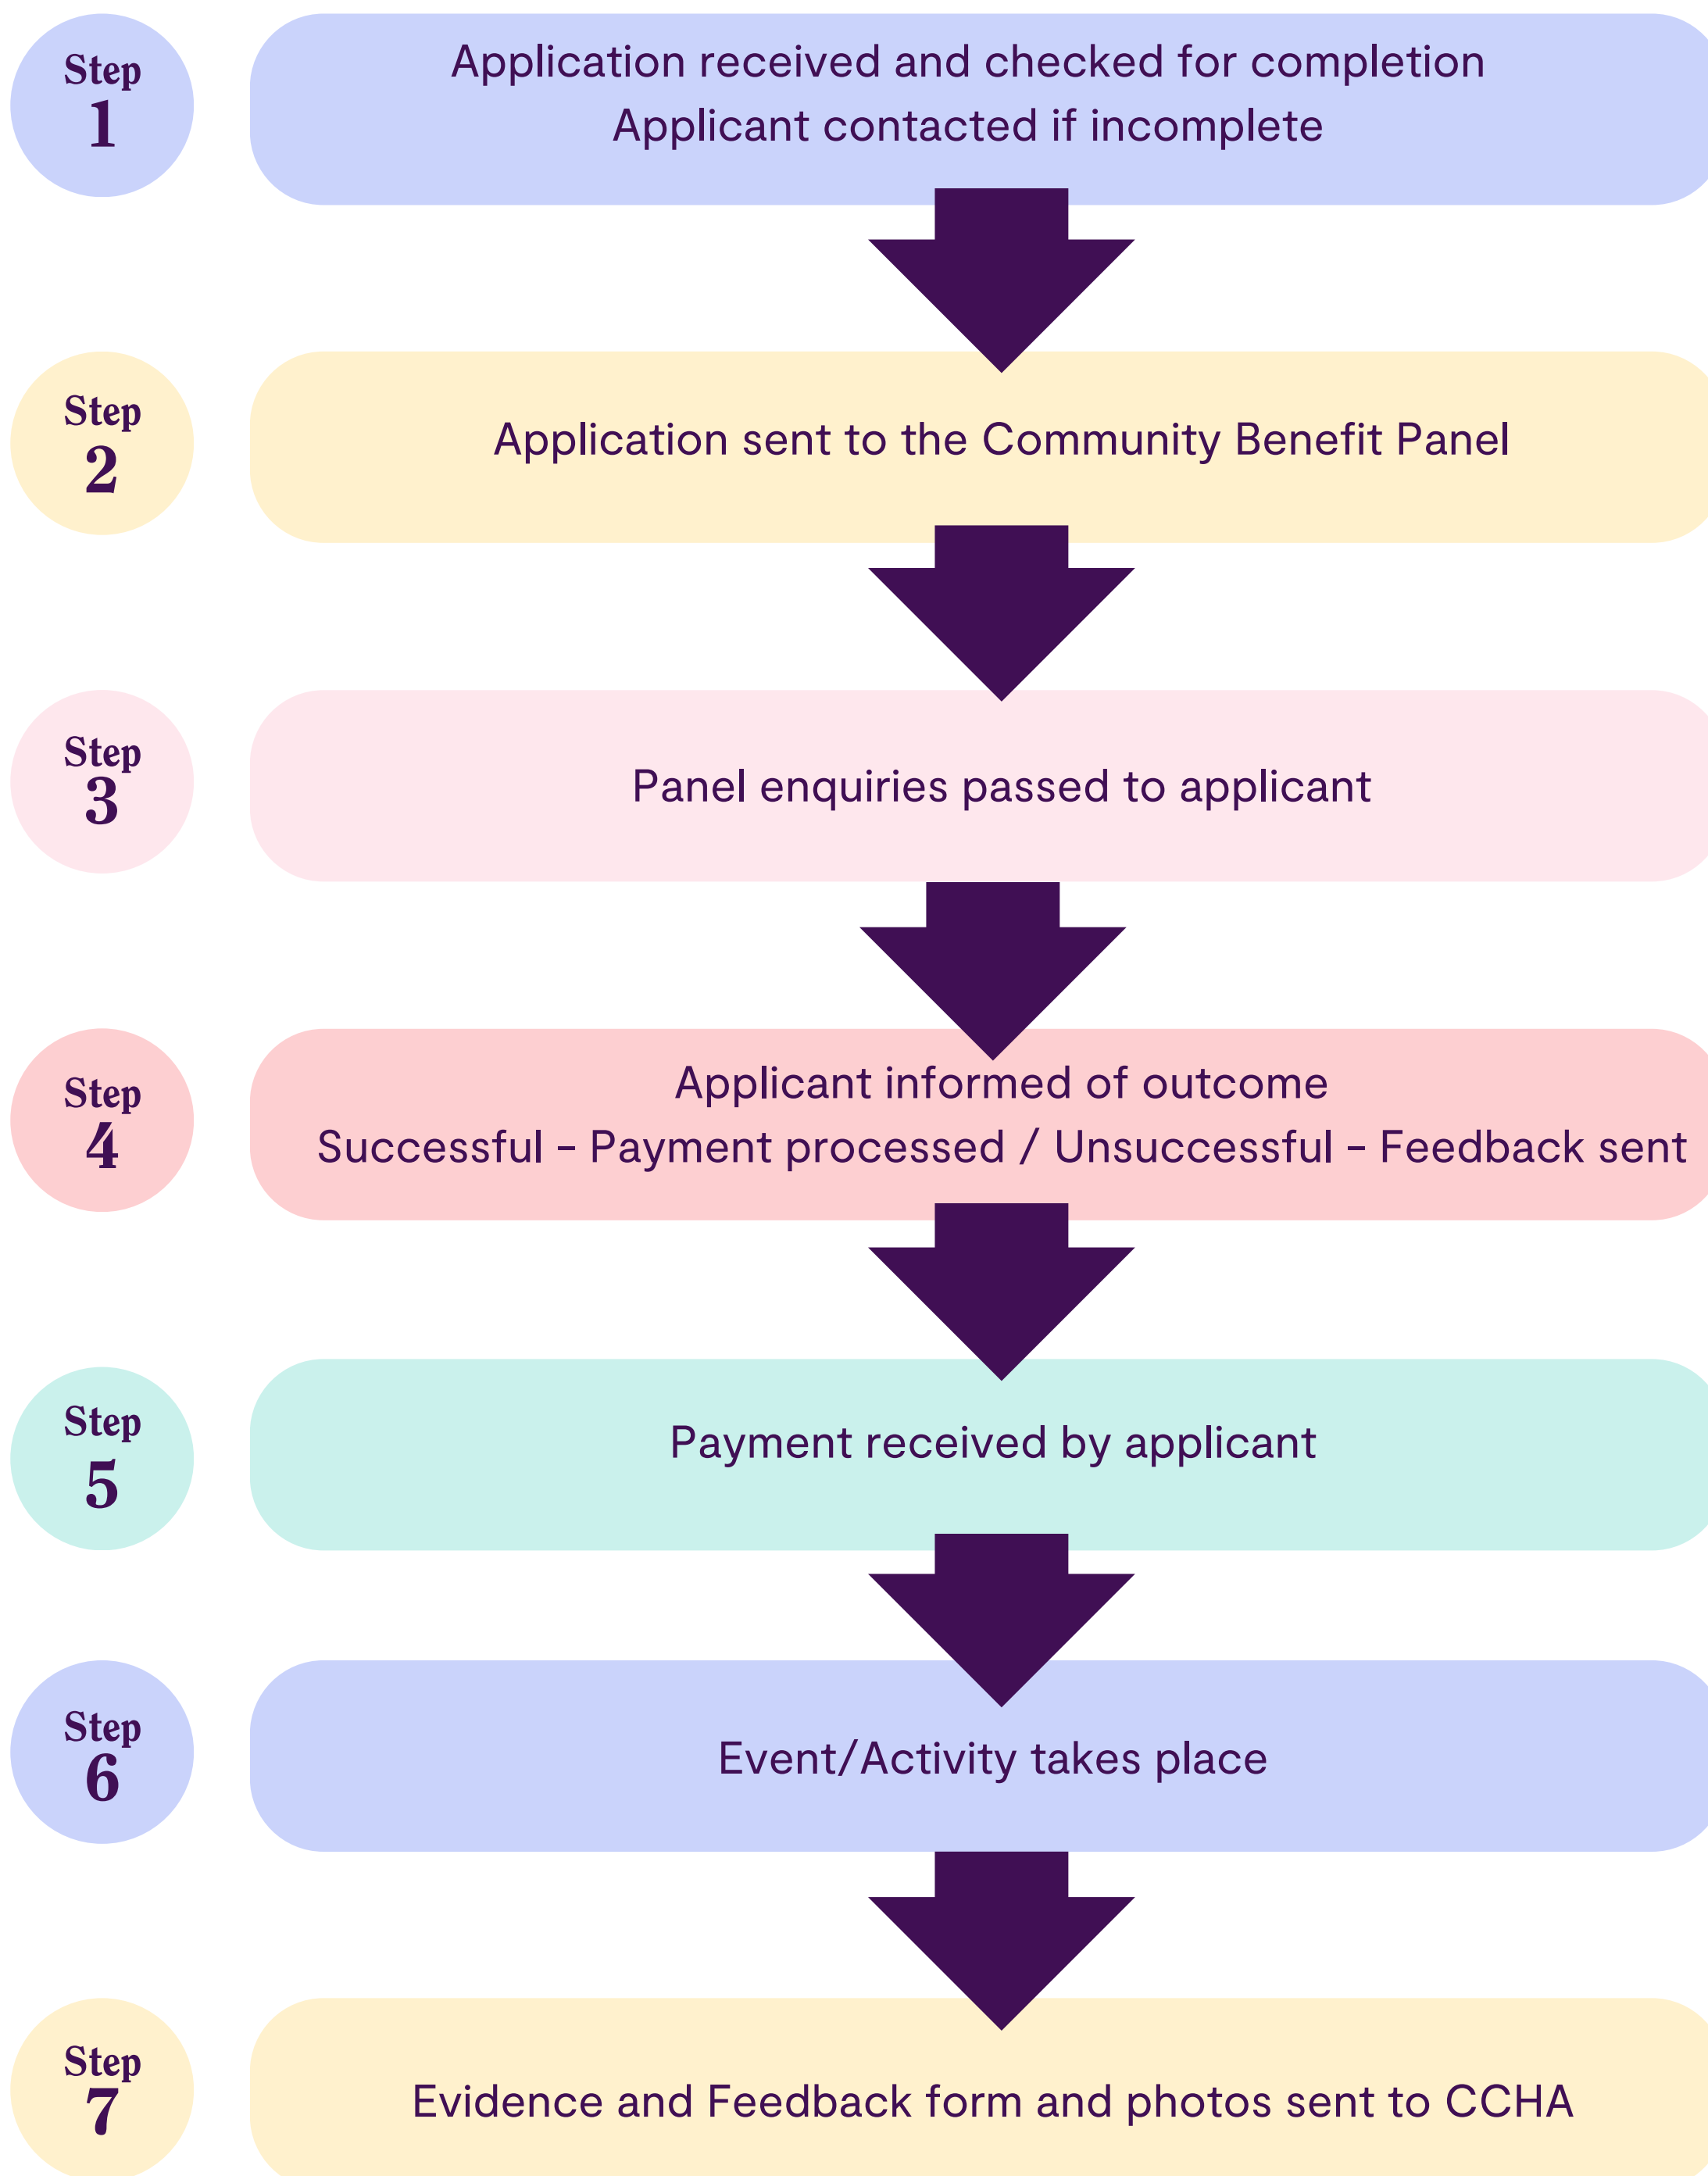 Step
1
Application received and checked for completion
Applicant contacted if incomplete
Step
2
Application sent to the Community Benefit Panel
Step
3
Panel enquiries passed to applicant
Step
4
Applicant informed of outcome
Successful - Payment processed / Unsuccessful - Feedback sent
Step
5
Payment received by applicant
Step
6
Event/Activity takes place
Step
7
Evidence and Feedback form and photos sent to CCHA